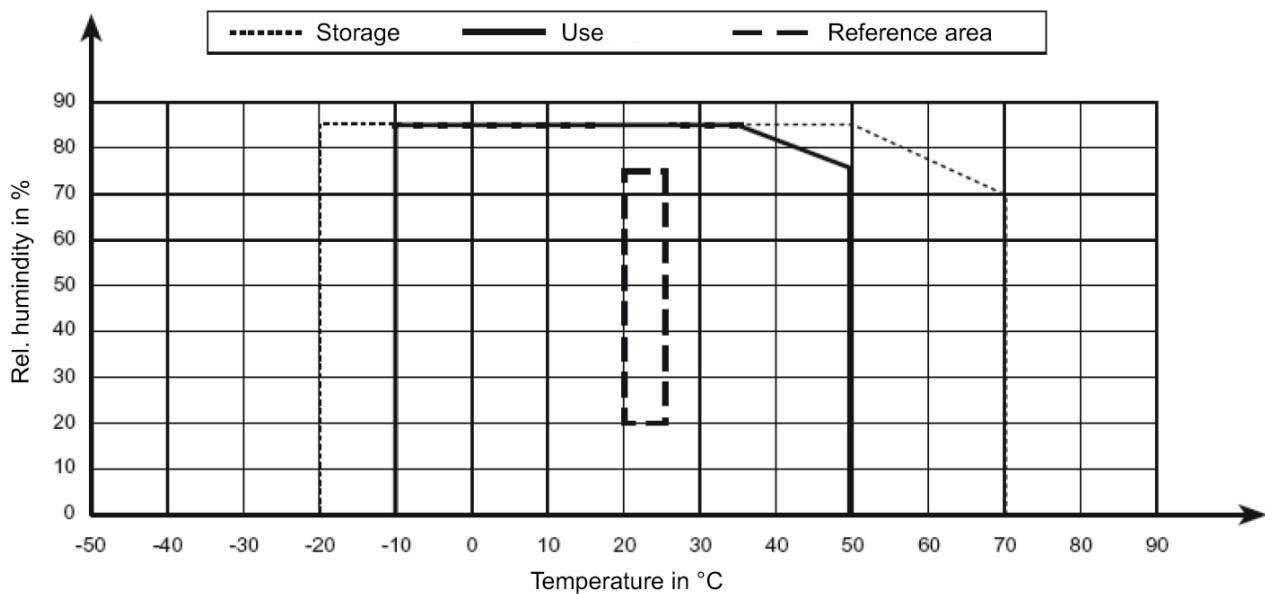 Storage Use Reference area
90
80
70
60
50
40
30
20
10
0
Rel. humindity in %
-50 -40 -30 -20 -10 0 10 20 30 40 50 60 70 80 90
Temperature in °C